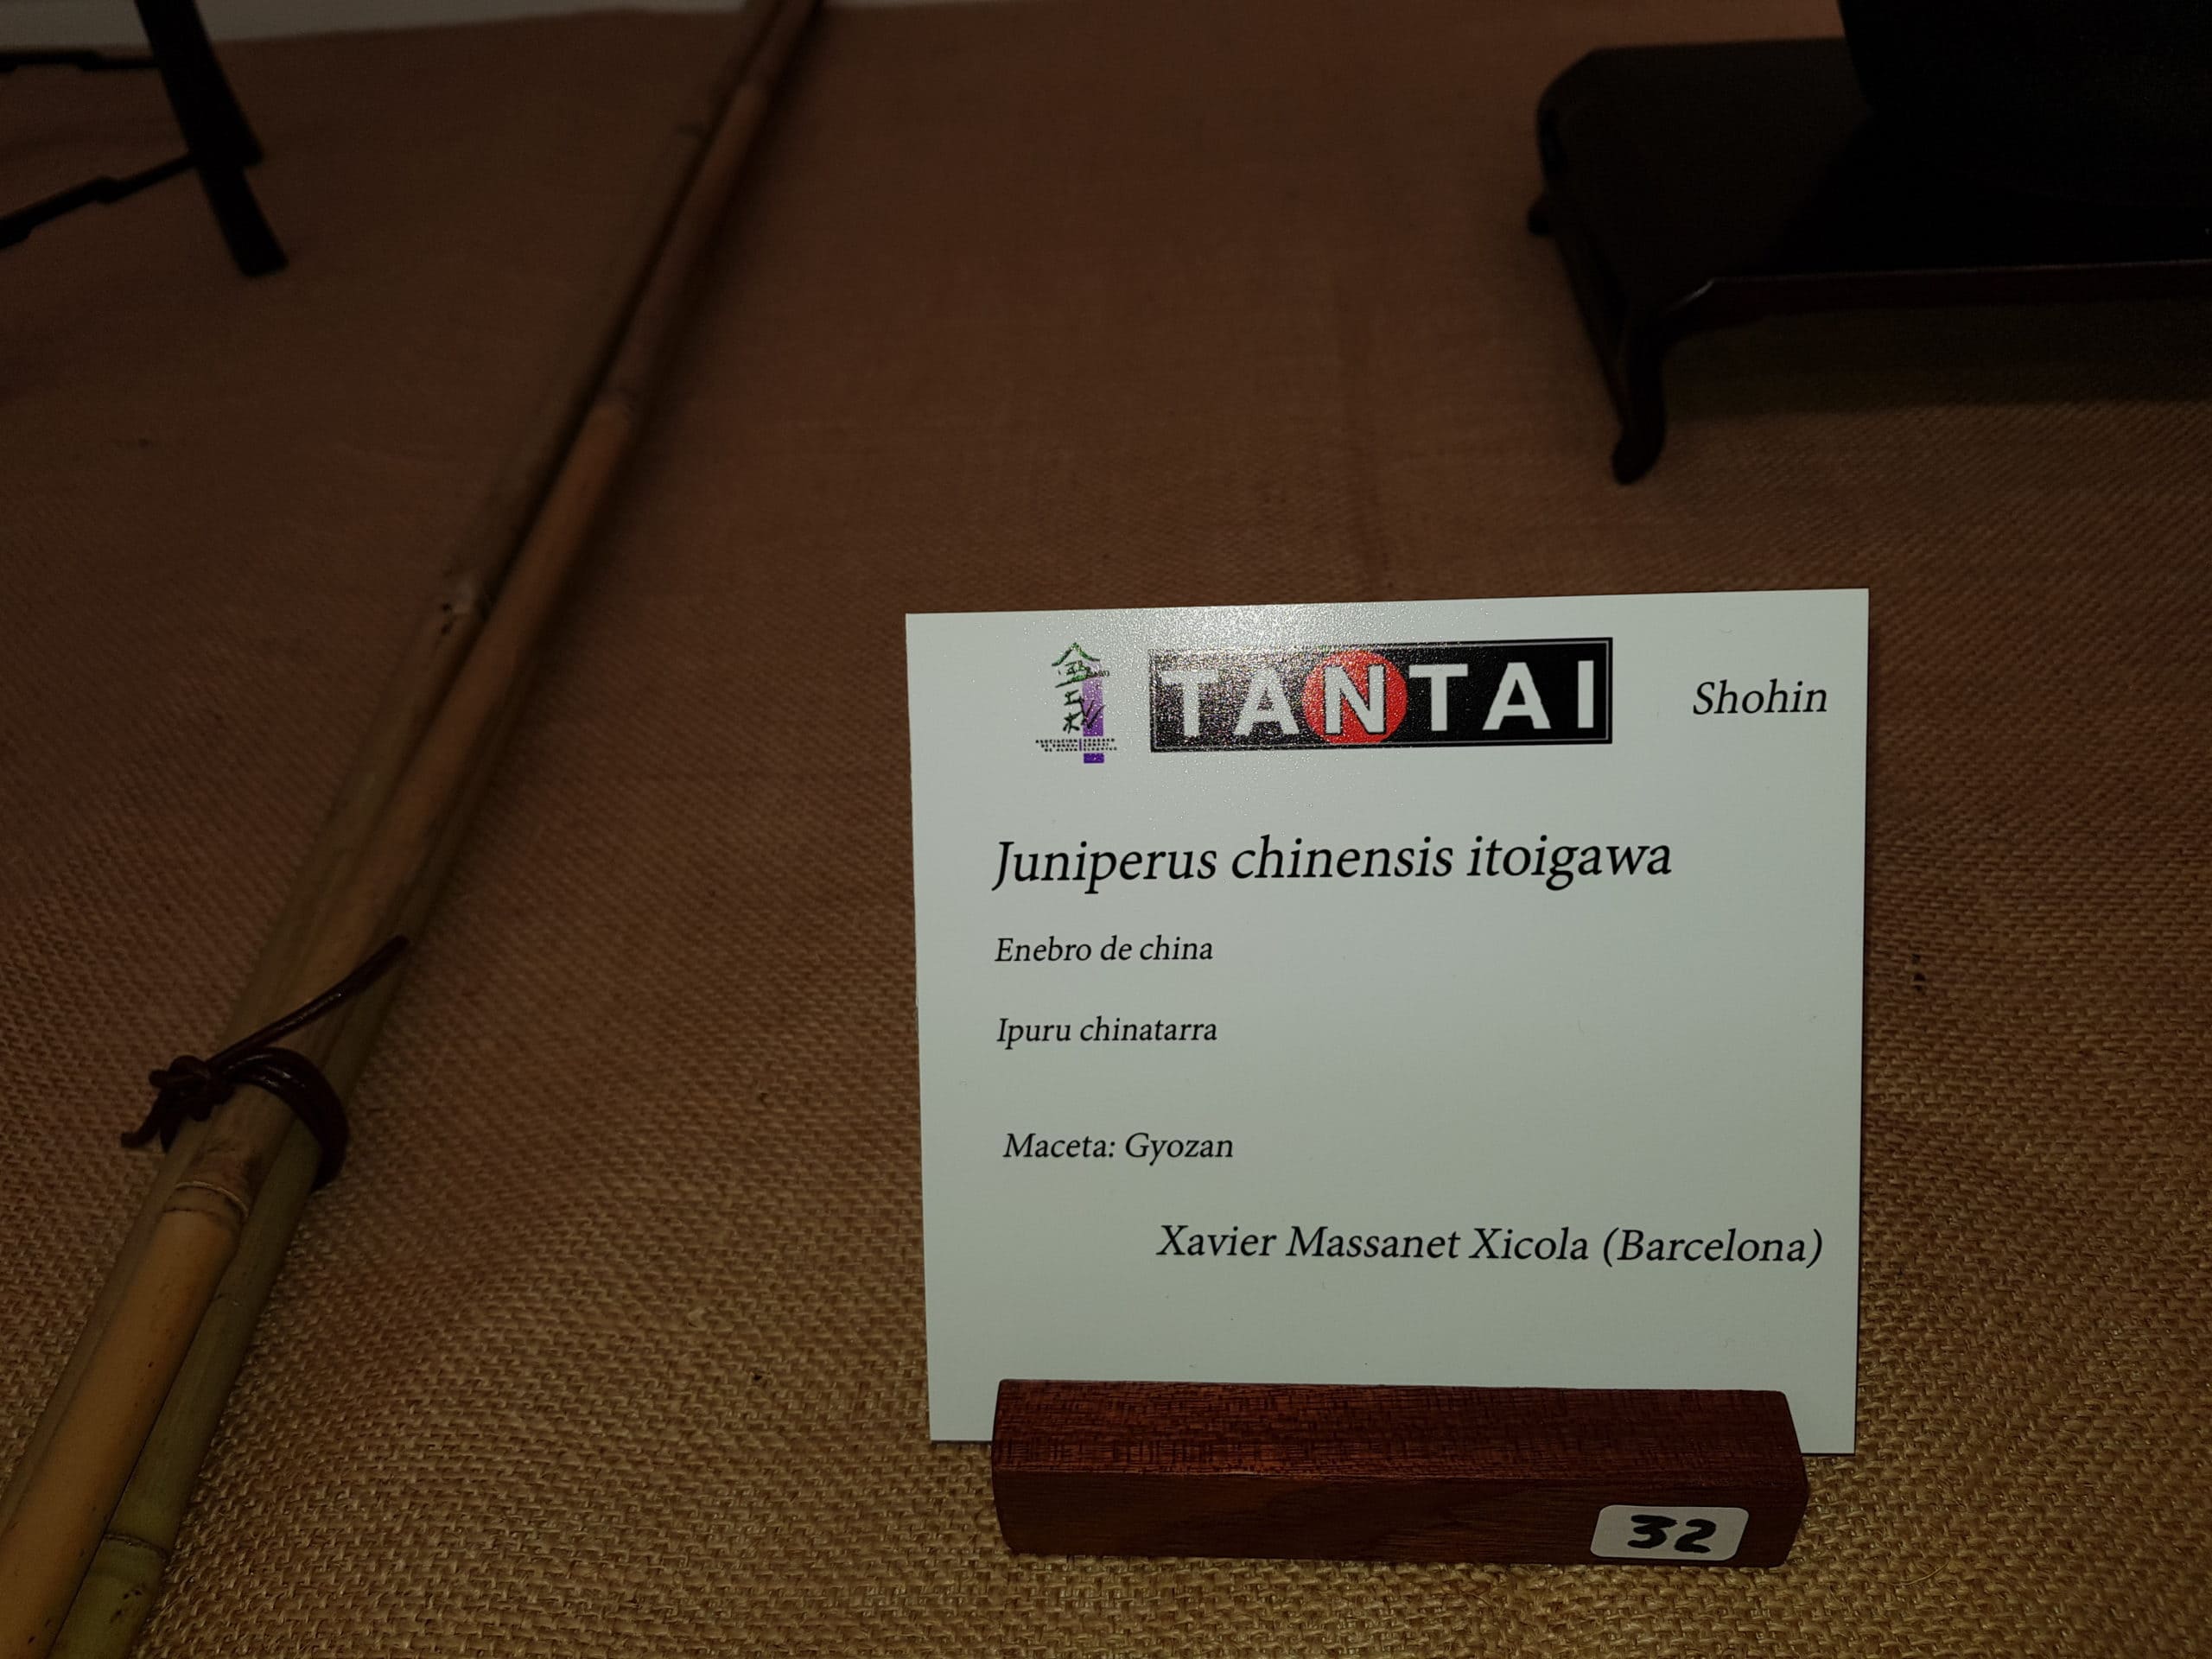 TANTAI
Shohin
Juniperus chinensis itoigawa
Enebro de china
Ipuru chinatarra
Maceta: Gyozan
Xavier Massanet Xicola (Barcelona)
32